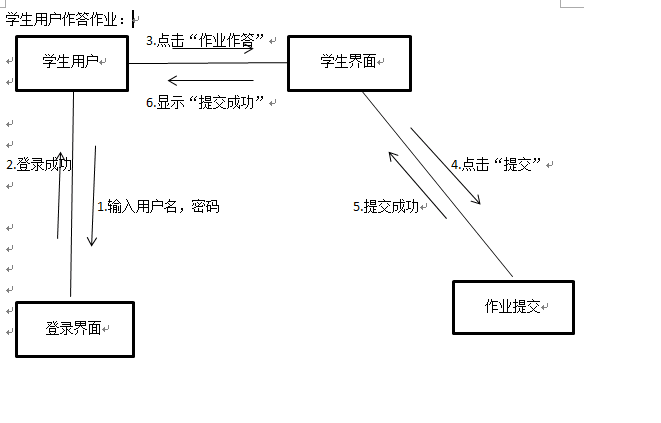 学生用户作答作业：
3.点击“作业作答”
学生用户
学生界面
6.显示“提交成功”
2.登录成功
4.点击“提交”
1.输入用户名，密码
5.提交成功
作业提交
登录界面